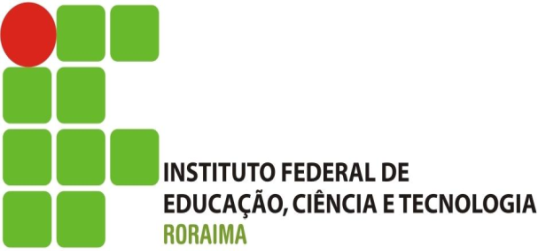 INSTITUTO FEDERAL DE
EDUCAÇÃO, CIÊNCIA E TECNOLOGIA
RORAIMA